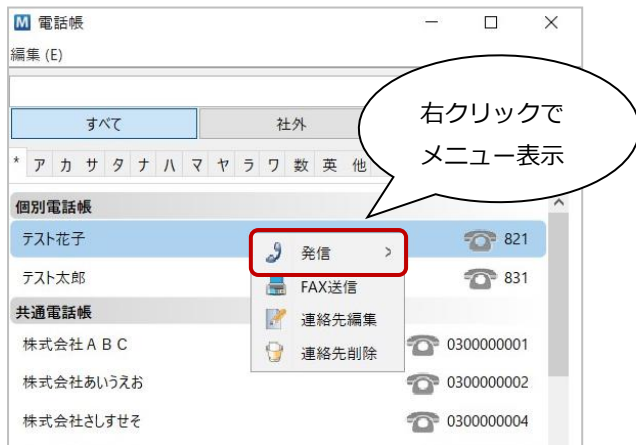 M 電話帳
編集 (E)
右クリックで
メニュー表示
すべて 社外
* ア カ サ タ ナ ハ マ ヤ ラ ワ 数 英 他
個別電話帳
テスト花子 821
発信
テスト太郎 831
FAX送信
共通電話帳
連絡先編集
株式会社ABC 0300000001
連絡先削除
株式会社あいうえお 0300000002
株式会社さしすせそ 0300000004